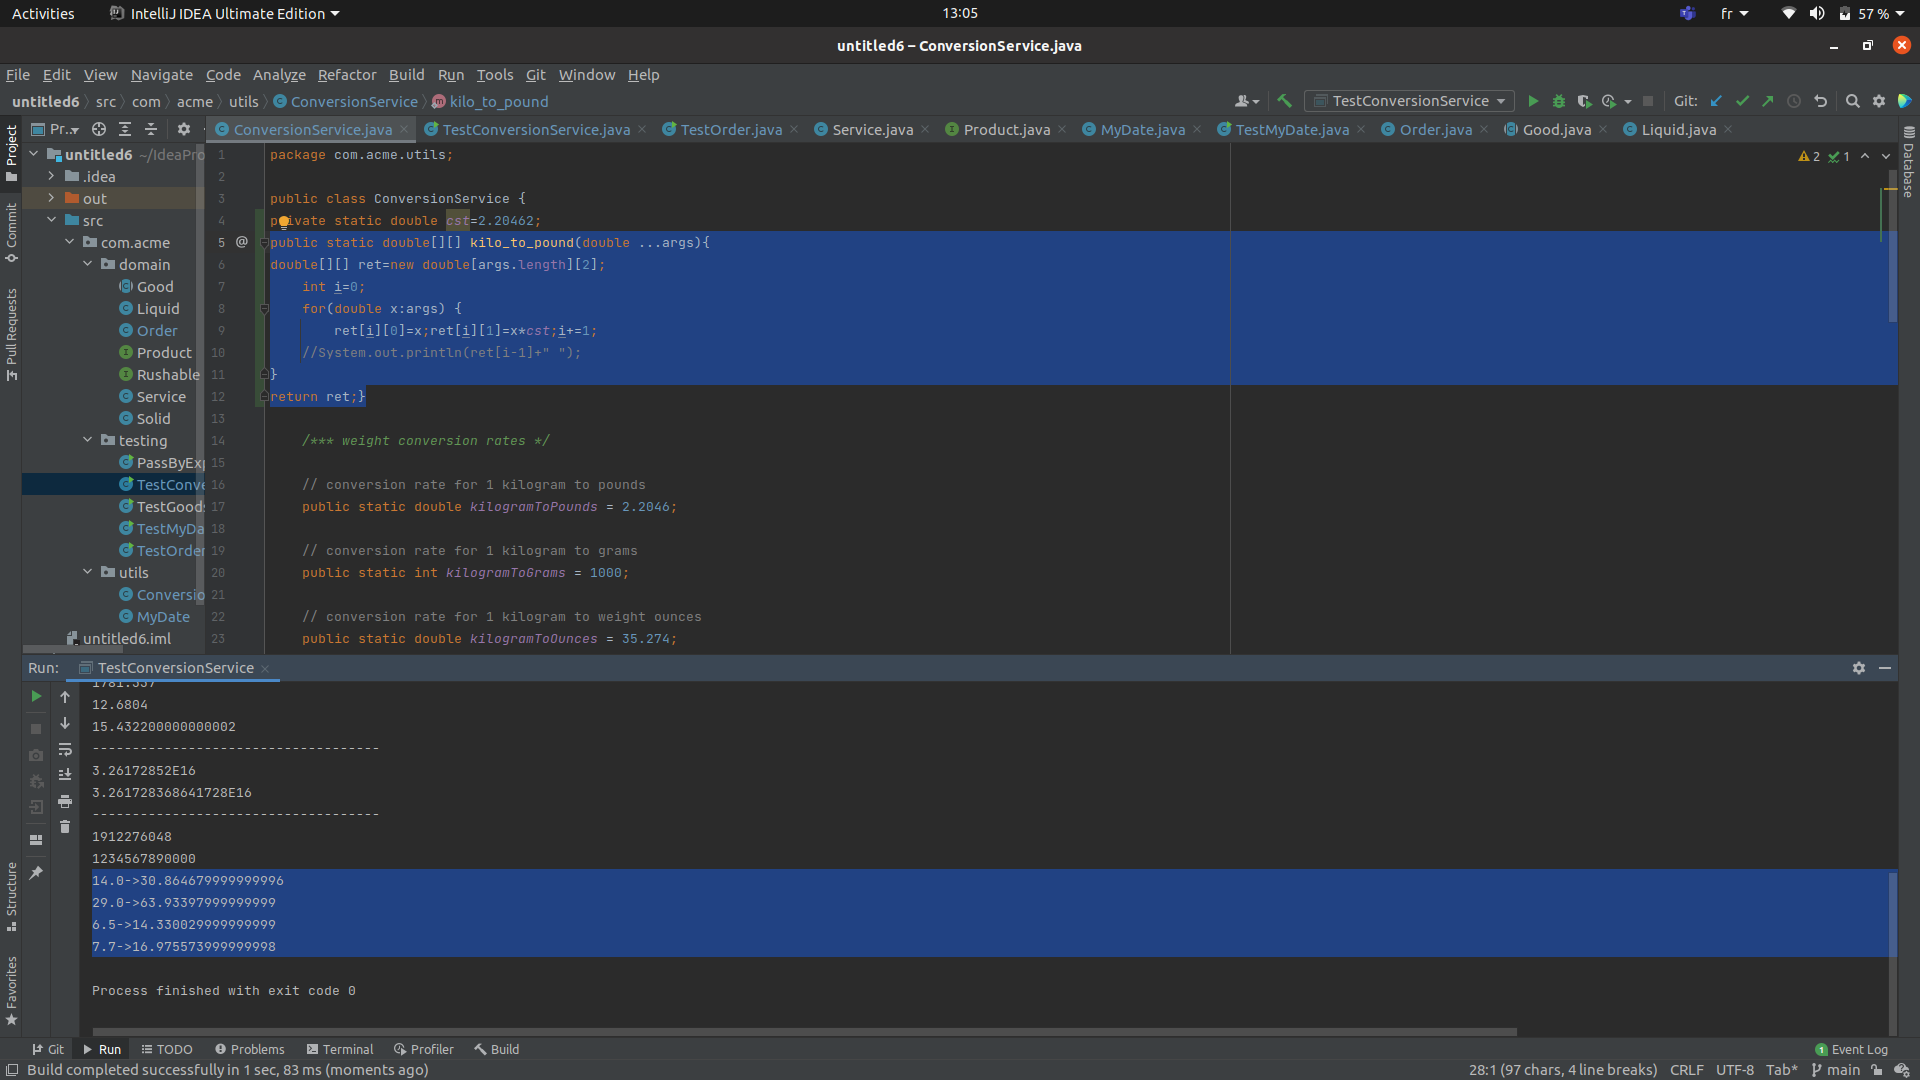 Activities IntelliJ IDEA Ultimate Edition 13:05 fr 57 %
untitled6 – ConversionService.java
File Edit View Navigate Code Analyze Refactor Build Run Tools Git Window Help
untitled6 src com acme utils ConversionService kilo_to_pound TestConversionService Git:
Pr... ConversionService.java TestConversionService.java TestOrder.java Service.java Product.java MyDate.java TestMyDate.java Order.java Good.java Liquid.java
Project
Commit
Pull Requests
Structure
Favorites
Database
untitled6 ~/IdeaPro
.idea
out
src
com.acme
domain
Good
Liquid
Order
Product
Rushable
Service
Solid
testing
PassByExp
TestConve
TestGood
TestMyDa
TestOrder
utils
Conversio
MyDate
untitled6.iml
2 1
1 package com.acme.utils;
2
3 public class ConversionService {
4 private static double cst=2.20462;
5 @ public static double[][] kilo_to_pound(double ...args){
6 double[][] ret=new double[args.length][2];
7 int i=0;
8 for(double x:args) {
9 ret[i][0]=x;ret[i][1]=x*cst;i+=1;
10 //System.out.println(ret[i-1]+" ");
11 }
12 return ret;}
13
14 /*** weight conversion rates */
15
16 // conversion rate for 1 kilogram to pounds
17 public static double kilogramToPounds = 2.2046;
18
19 // conversion rate for 1 kilogram to grams
20 public static int kilogramToGrams = 1000;
21
22 // conversion rate for 1 kilogram to weight ounces
23 public static double kilogramToOunces = 35.274;
Run: TestConversionService
1781.337
12.6804
15.432200000000002
------------------------------------
3.26172852E16
3.261728368641728E16
------------------------------------
1912276048
1234567890000
14.0->30.864679999999996
29.0->63.93397999999999
6.5->14.330029999999999
7.7->16.975573999999998
Process finished with exit code 0
Git Run TODO Problems Terminal Profiler Build 1 Event Log
Build completed successfully in 1 sec, 83 ms (moments ago) 28:1 (97 chars, 4 line breaks) CRLF UTF-8 Tab* main